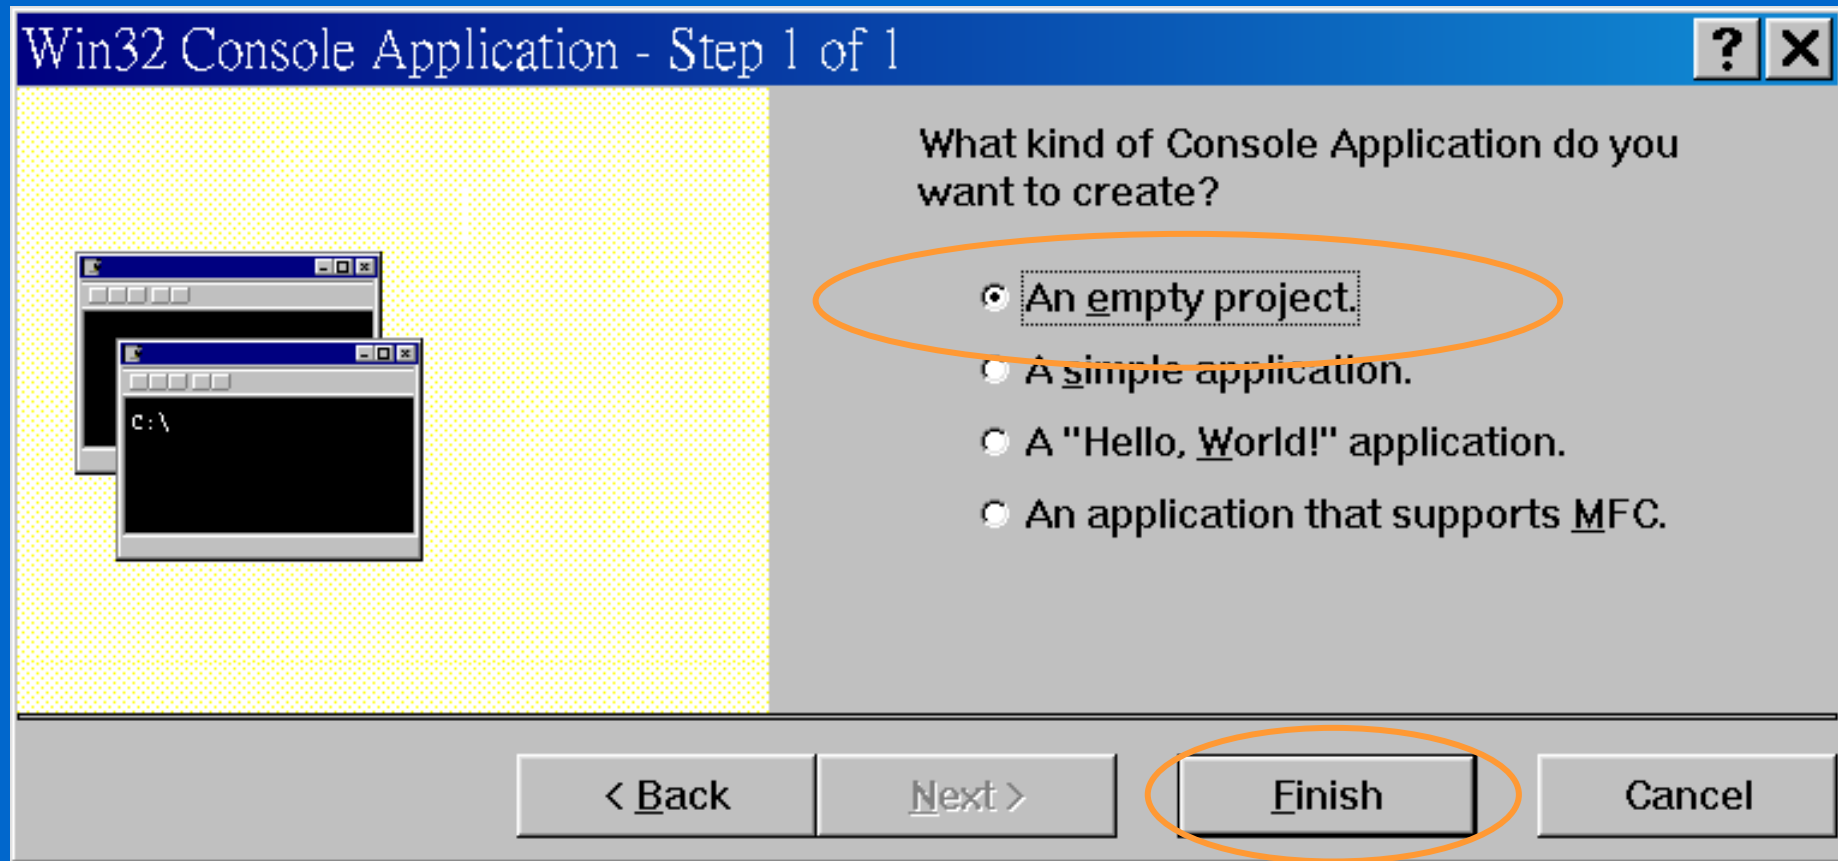 Win32 Console Application - Step 1 of 1
What kind of Console Application do you
want to create?
An empty project.
A simple application.
A "Hello, World!" application.
An application that supports MFC.
C:\
< Back
Next >
Finish
Cancel